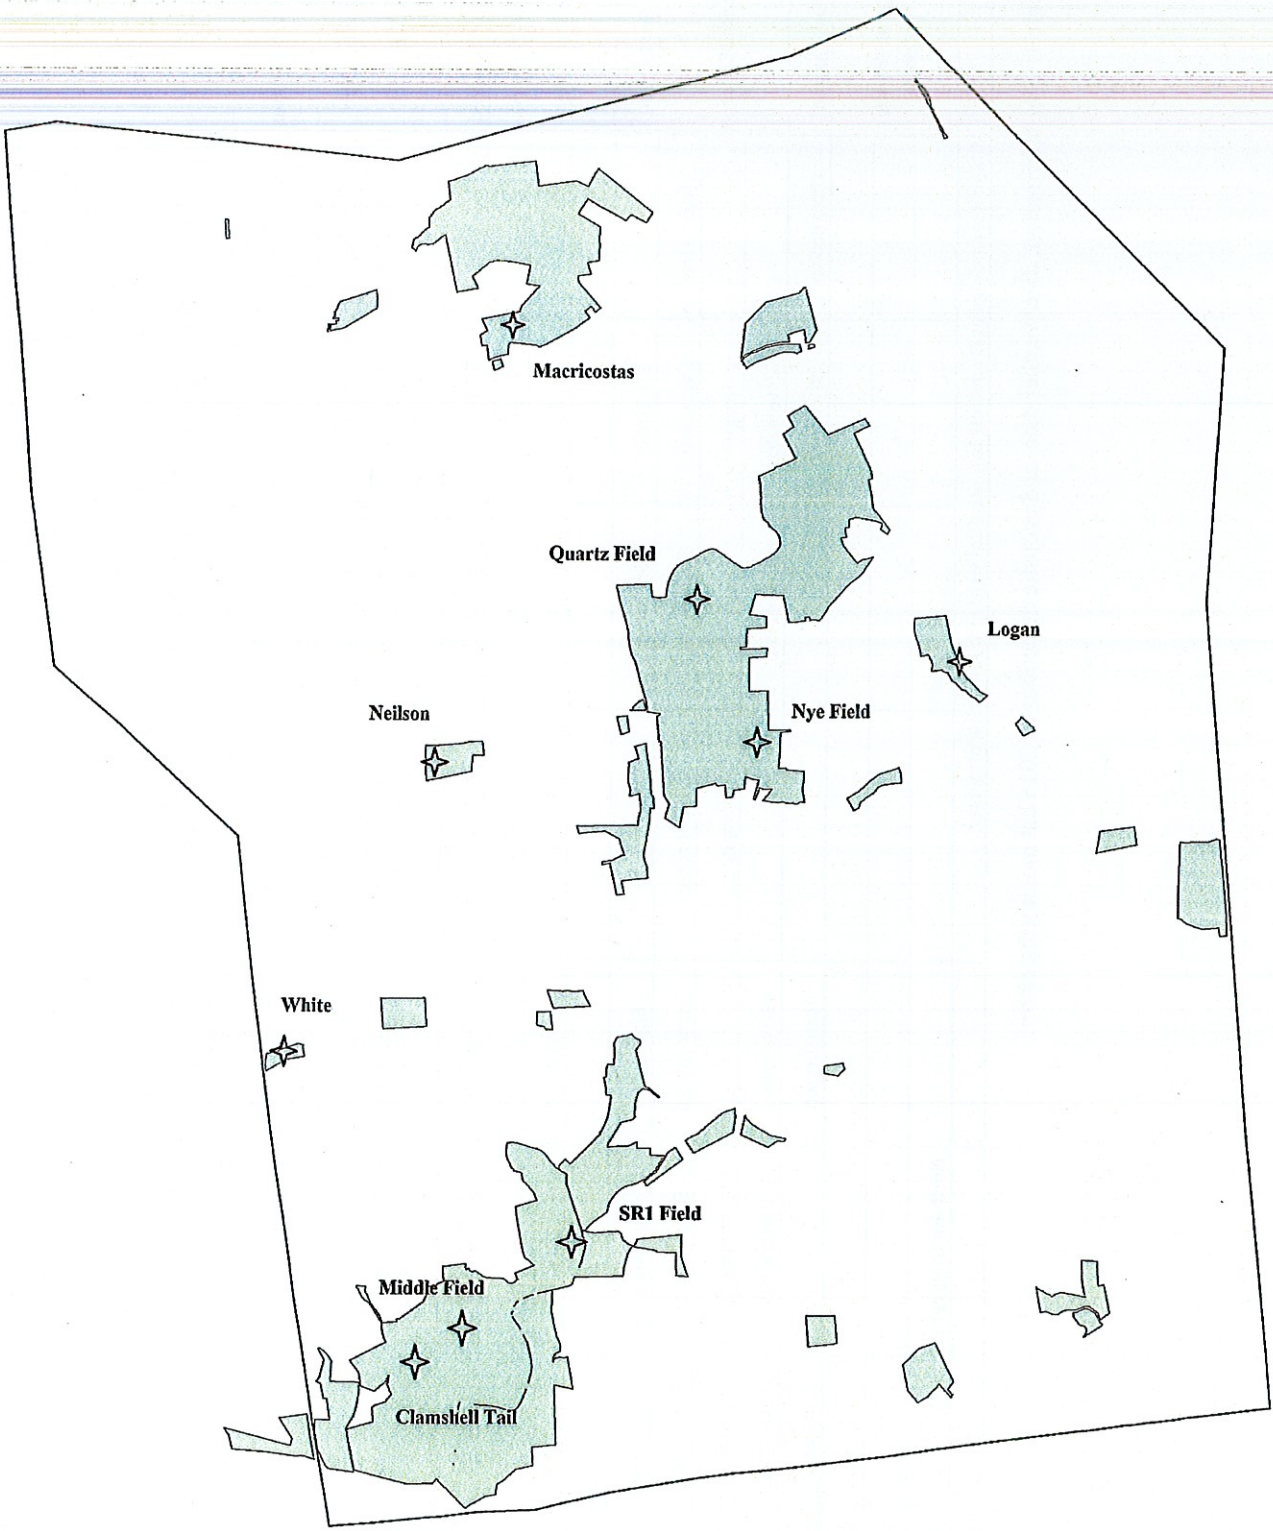 Macricostas
Quartz Field
Logan
Neilson
Nye Field
White
SR1 Field
Middle Field
Clamshell Tail